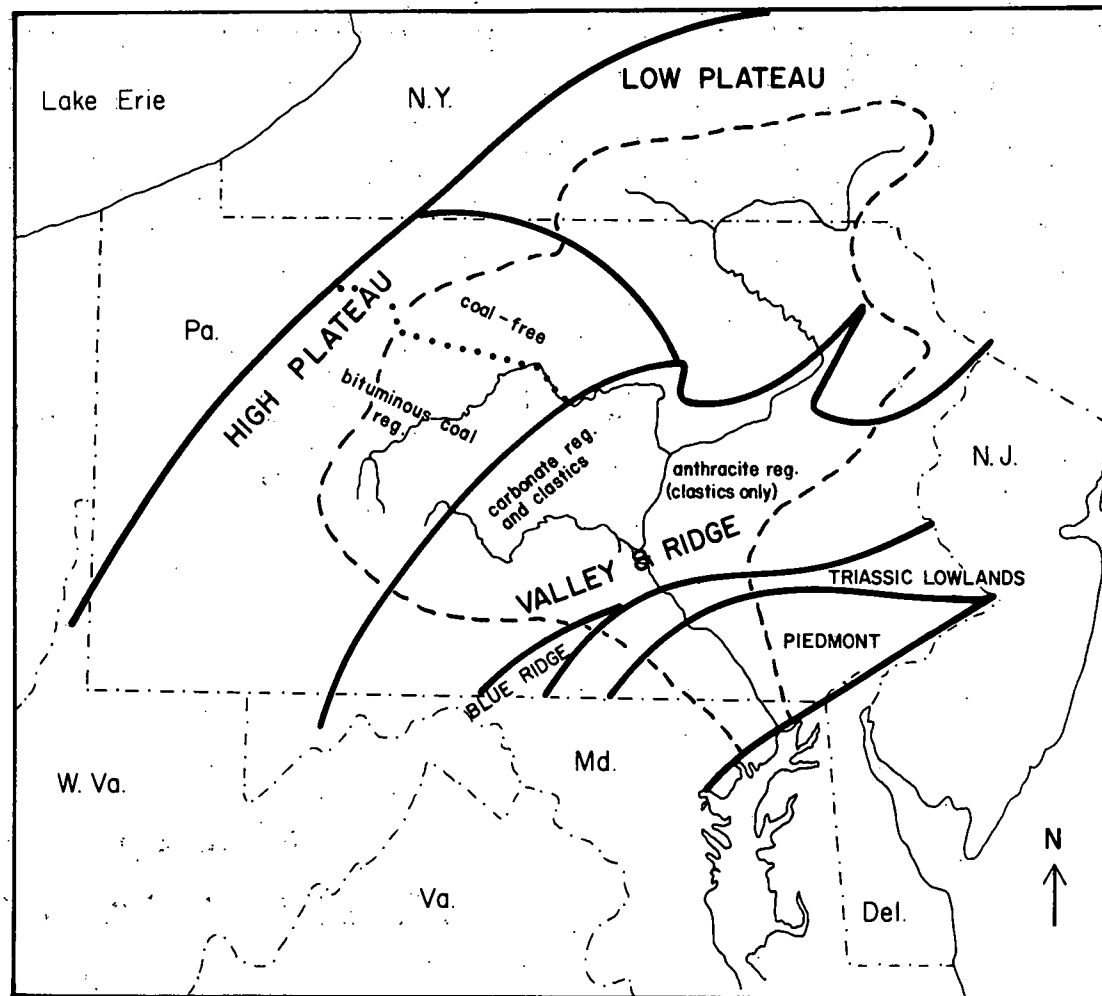 LOW PLATEAU
Lake Erie
N.Y.
HIGH PLATEAU
Pa.
coal-free
bituminous coal
reg.
carbonate reg.
and clastics
anthracite reg.
(clastics only)
N. J.
VALLEY & RIDGE
TRIASSIC LOWLANDS
PIEDMONT
BLUE RIDGE
W. Va.
Md.
Va.
Del.
N